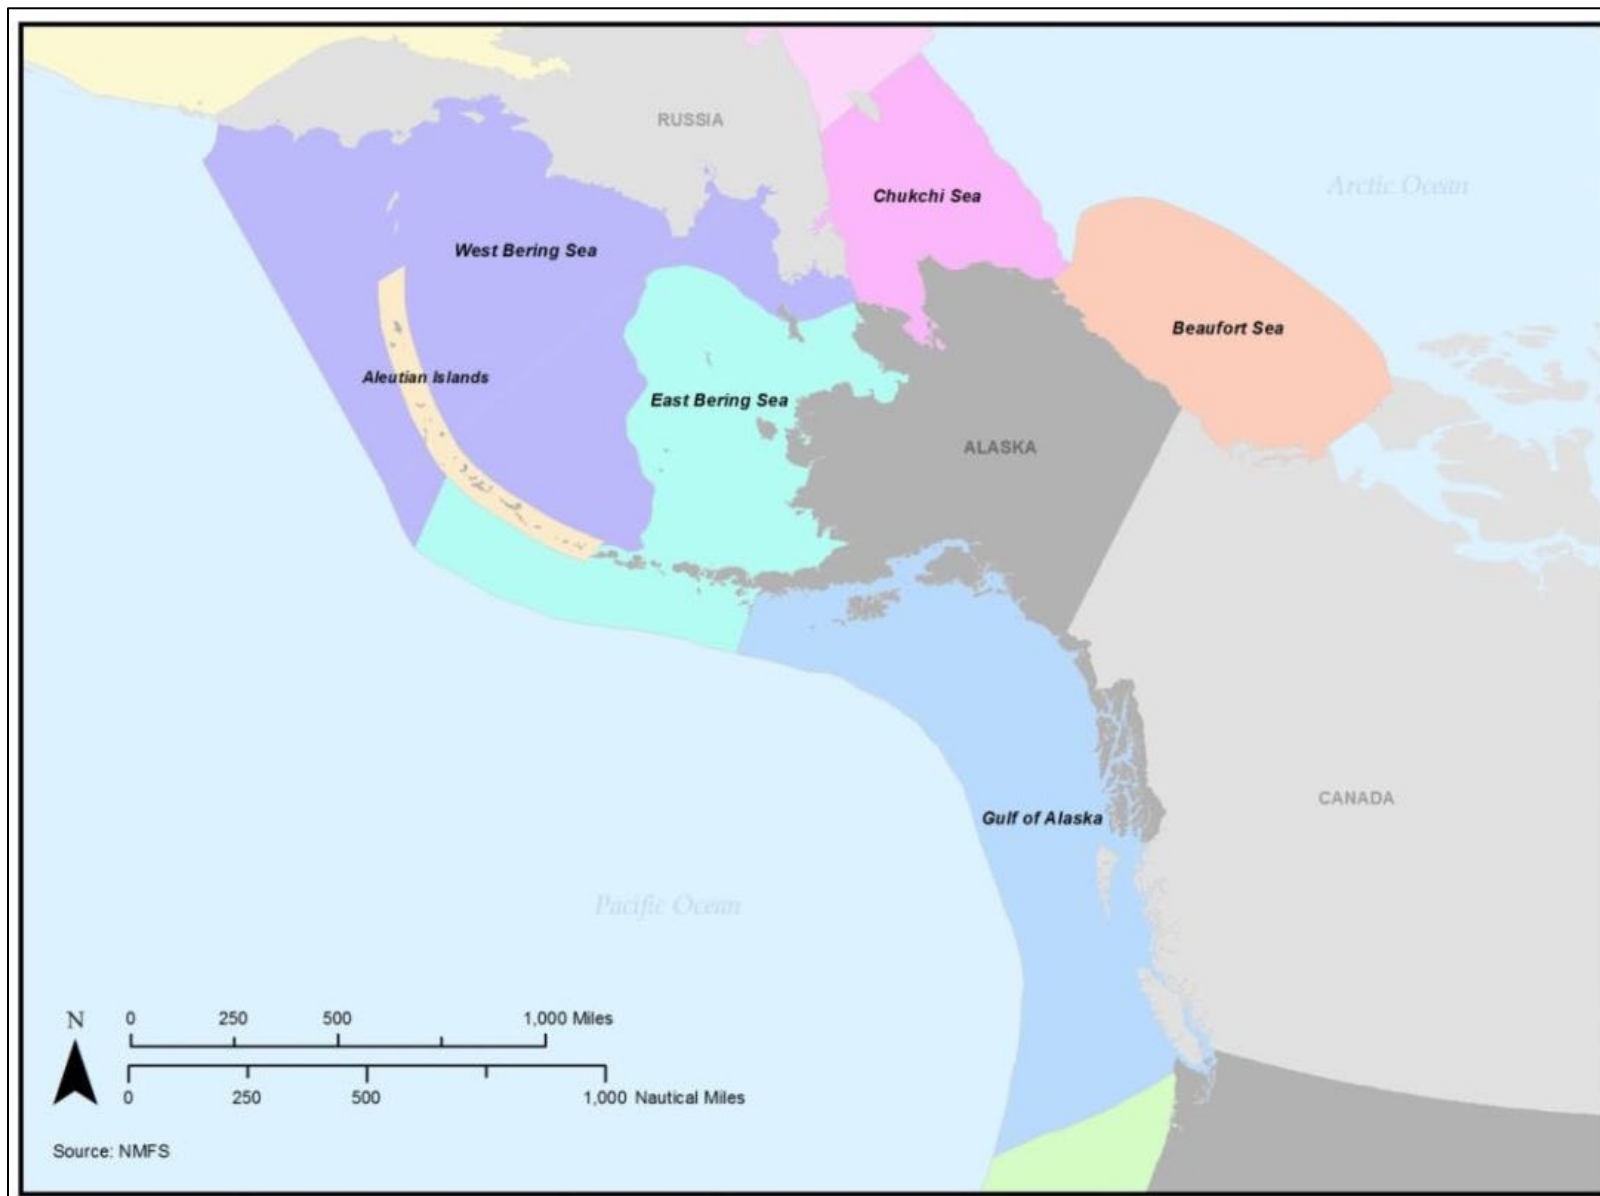 RUSSIA
Arctic Ocean
Chukchi Sea
West Bering Sea
Beaufort Sea
Aleutian Islands
East Bering Sea
ALASKA
CANADA
Gulf of Alaska
Pacific Ocean
N
0 250 500 1,000 Miles
0 250 500 1,000 Nautical Miles
Source: NMFS